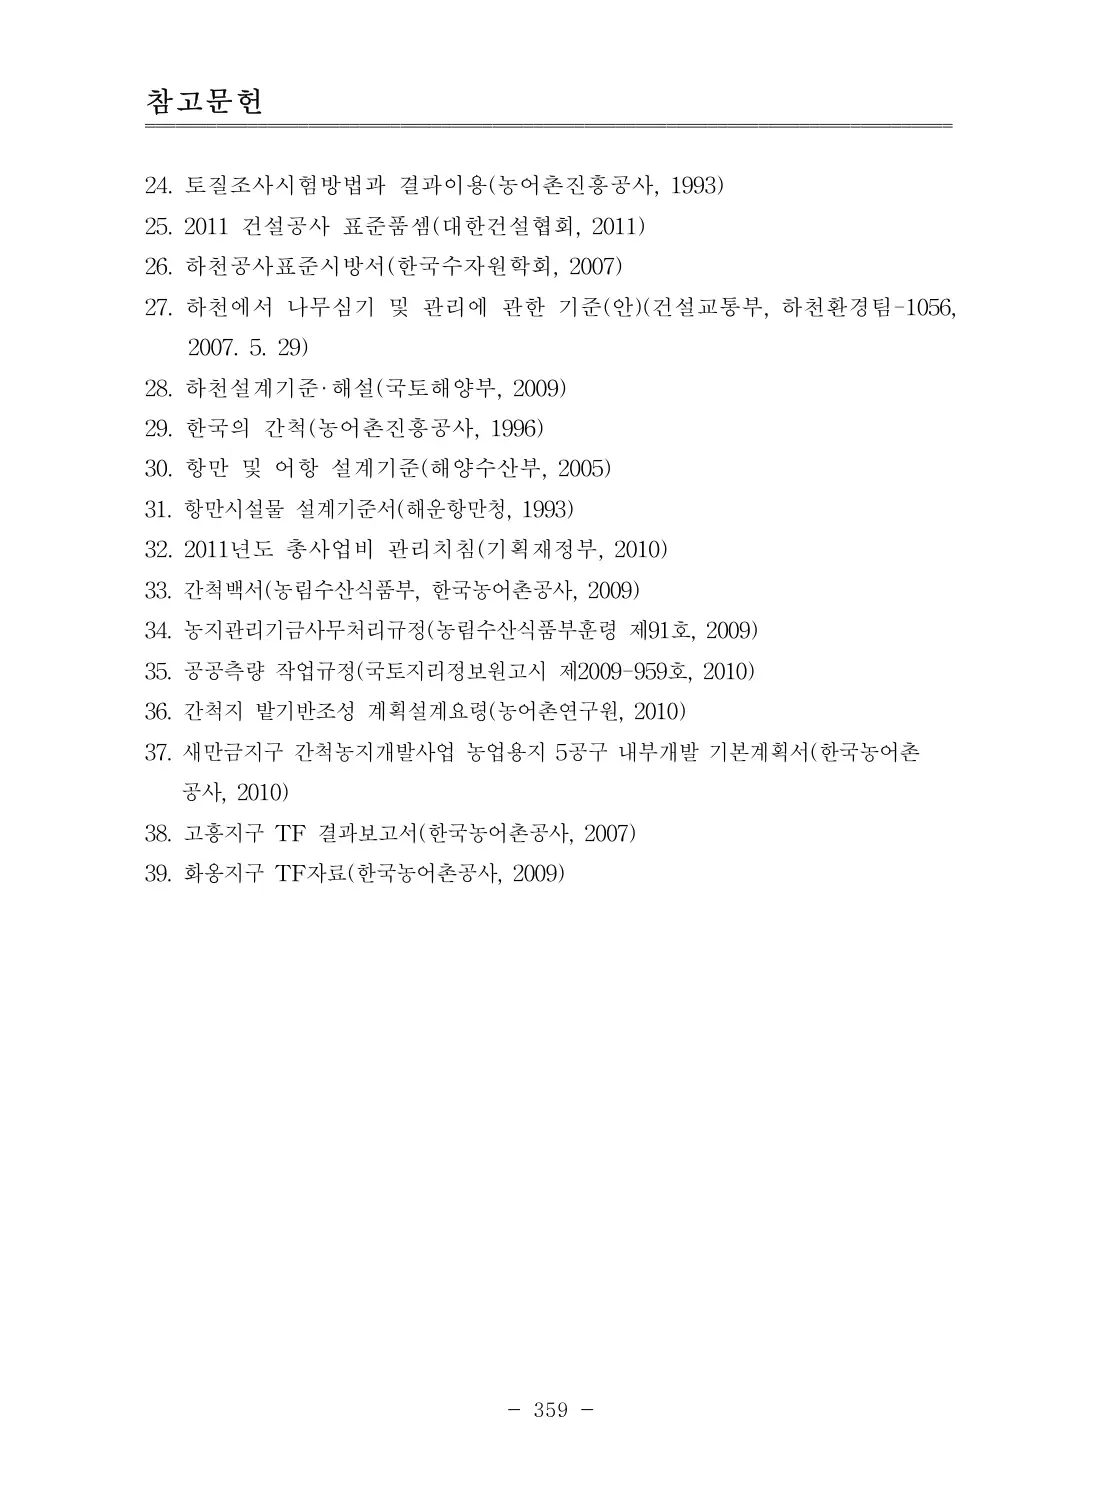 참고문헌
24. 토질조사시험방법과 결과이용(농어촌진흥공사, 1993)
25. 2011 건설공사 표준품셈(대한건설협회, 2011)
26. 하천공사표준시방서(한국수자원학회, 2007)
27. 하천에서 나무심기 및 관리에 관한 기준(안)(건설교통부, 하천환경팀-1056,
2007. 5. 29)
28. 하천설계기준·해설(국토해양부, 2009)
29. 한국의 간척(농어촌진흥공사, 1996)
30. 항만 및 어항 설계기준(해양수산부, 2005)
31. 항만시설물 설계기준서(해운항만청, 1993)
32. 2011년도 총사업비 관리치침(기획재정부, 2010)
33. 간척백서(농림수산식품부, 한국농어촌공사, 2009)
34. 농지관리기금사무처리규정(농림수산식품부훈령 제91호, 2009)
35. 공공측량 작업규정(국토지리정보원고시 제2009-959호, 2010)
36. 간척지 밭기반조성 계획설계요령(농어촌연구원, 2010)
37. 새만금지구 간척농지개발사업 농업용지 5공구 내부개발 기본계획서(한국농어촌
공사, 2010)
38. 고흥지구 TF 결과보고서(한국농어촌공사, 2007)
39. 화옹지구 TF자료(한국농어촌공사, 2009)
- 359 -